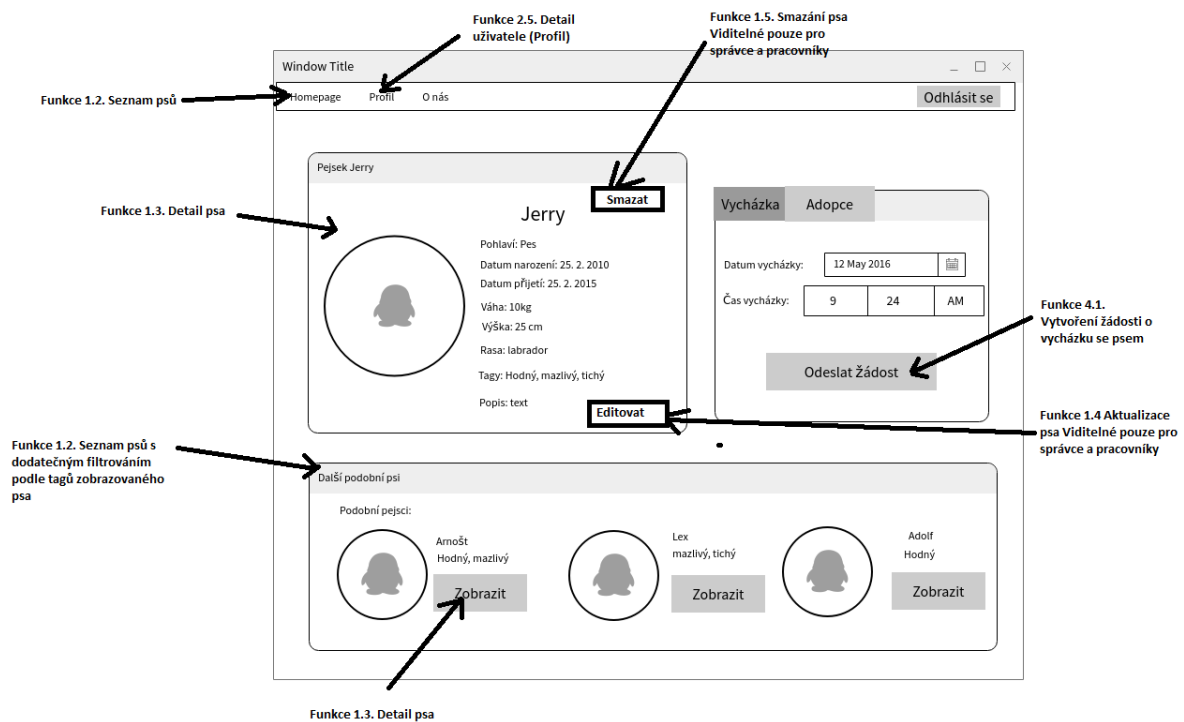 Funkce 2.5. Detail
uživatele (Profil)
Funkce 1.5. Smazání psa
Viditelné pouze pro
správce a pracovníky
Window Title
Funkce 1.2. Seznam psů
Homepage Profil O nás Odhlásit se
Pejsek Jerry
Smazat
Funkce 1.3. Detail psa
Jerry
Pohlaví: Pes
Datum narození: 25. 2. 2010
Datum přijetí: 25. 2. 2015
Váha: 10kg
Výška: 25 cm
Rasa: labrador
Tagy: Hodný, mazlivý, tichý
Popis: text
Editovat
Vycházka Adopce
Datum vycházky: 12 May 2016
Čas vycházky: 9 24 AM
Odeslat žádost
Funkce 4.1.
Vytvoření žádosti o
vycházku se psem
Funkce 1.4 Aktualizace
psa Viditelné pouze pro
správce a pracovníky
Funkce 1.2. Seznam psů s
dodatečným filtrováním
podle tagů zobrazovaného
psa
Další podobní psi
Podobní pejsci:
Arnošt
Hodný, mazlivý
Zobrazit
Lex
mazlivý, tichý
Zobrazit
Adolf
Hodný
Zobrazit
Funkce 1.3. Detail psa